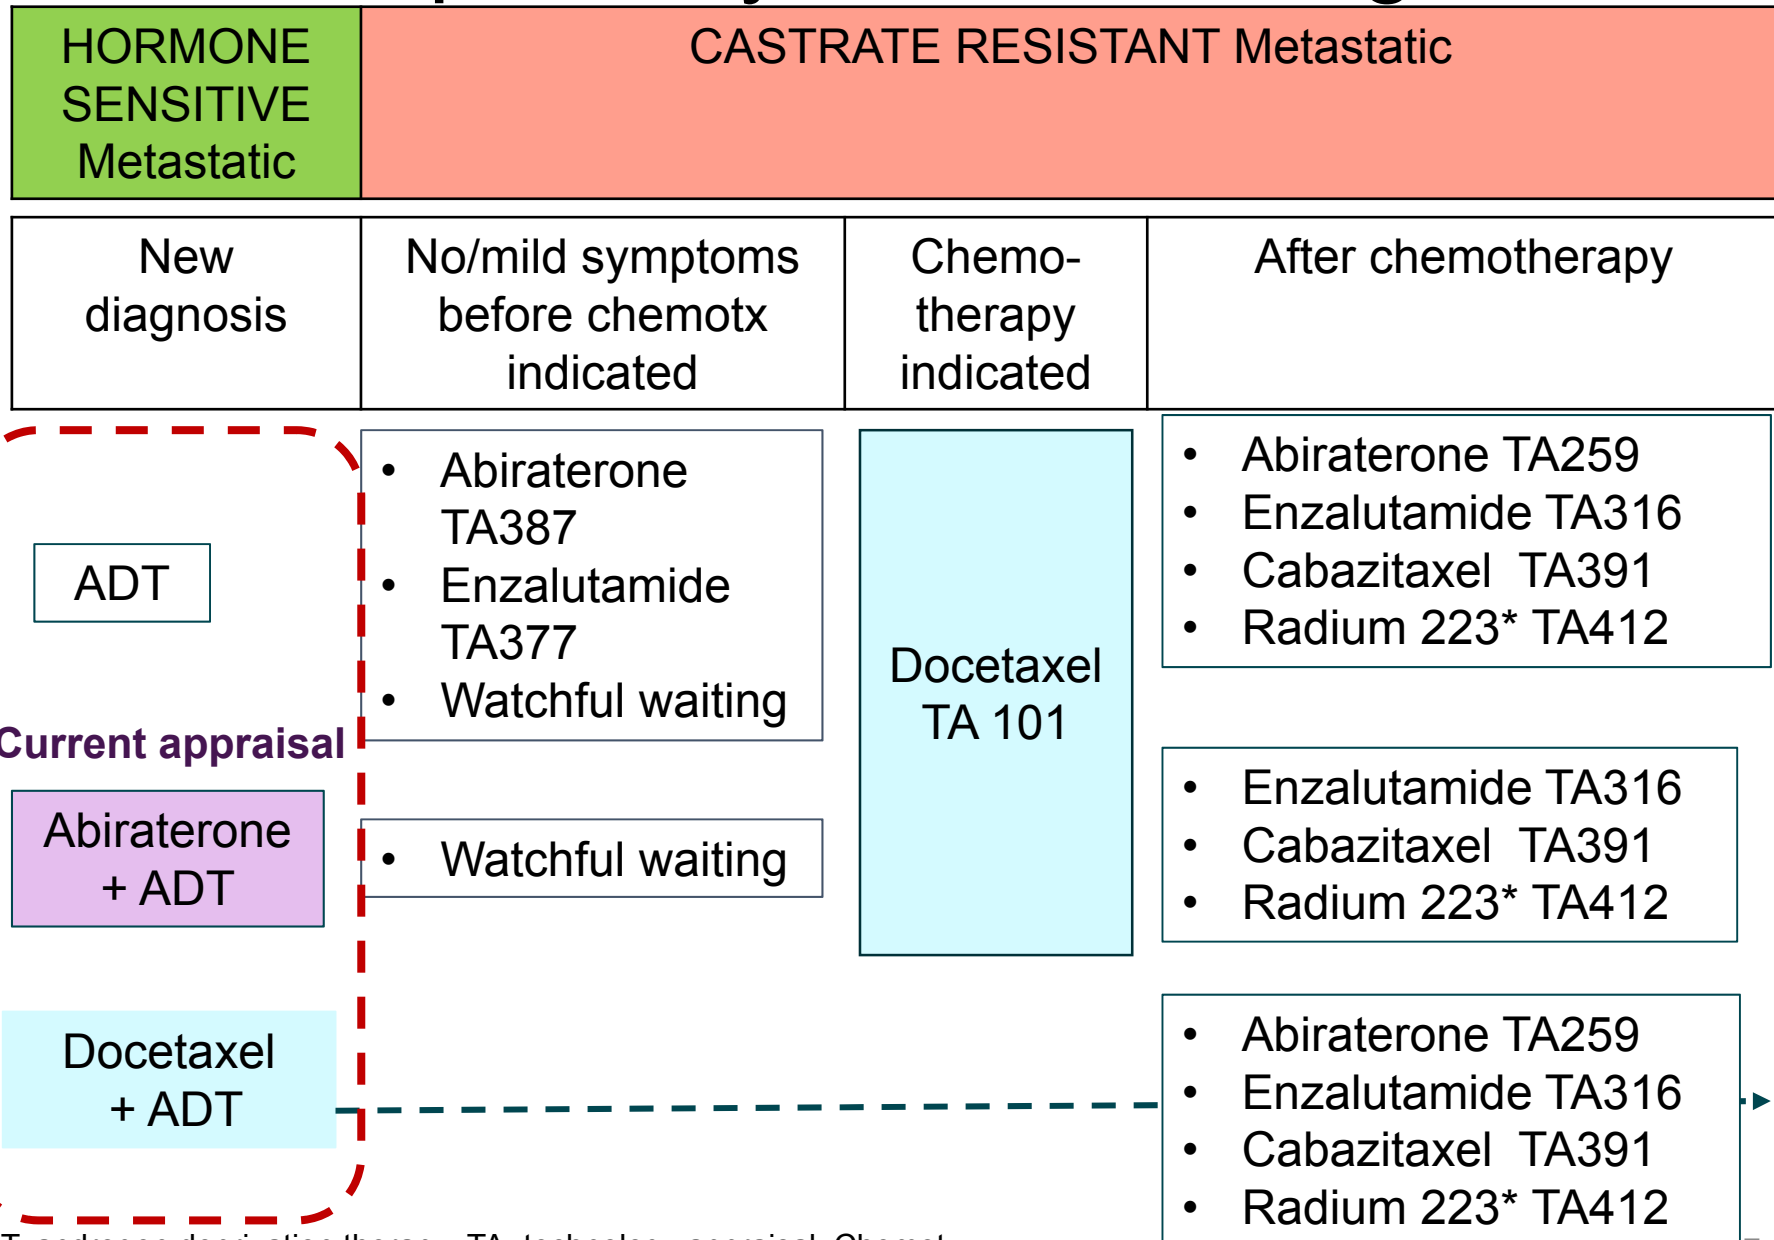 HORMONE
SENSITIVE
Metastatic
CASTRATE RESISTANT Metastatic
New
diagnosis
No/mild symptoms
before chemotx
indicated
Chemo-
therapy
indicated
After chemotherapy
ADT
• Abiraterone
TA387
• Enzalutamide
TA377
• Watchful waiting
Docetaxel
TA 101
• Abiraterone TA259
• Enzalutamide TA316
• Cabazitaxel TA391
• Radium 223* TA412
Current appraisal
Abiraterone
+ ADT
• Watchful waiting
• Enzalutamide TA316
• Cabazitaxel TA391
• Radium 223* TA412
Docetaxel
+ ADT
• Abiraterone TA259
• Enzalutamide TA316
• Cabazitaxel TA391
• Radium 223* TA412